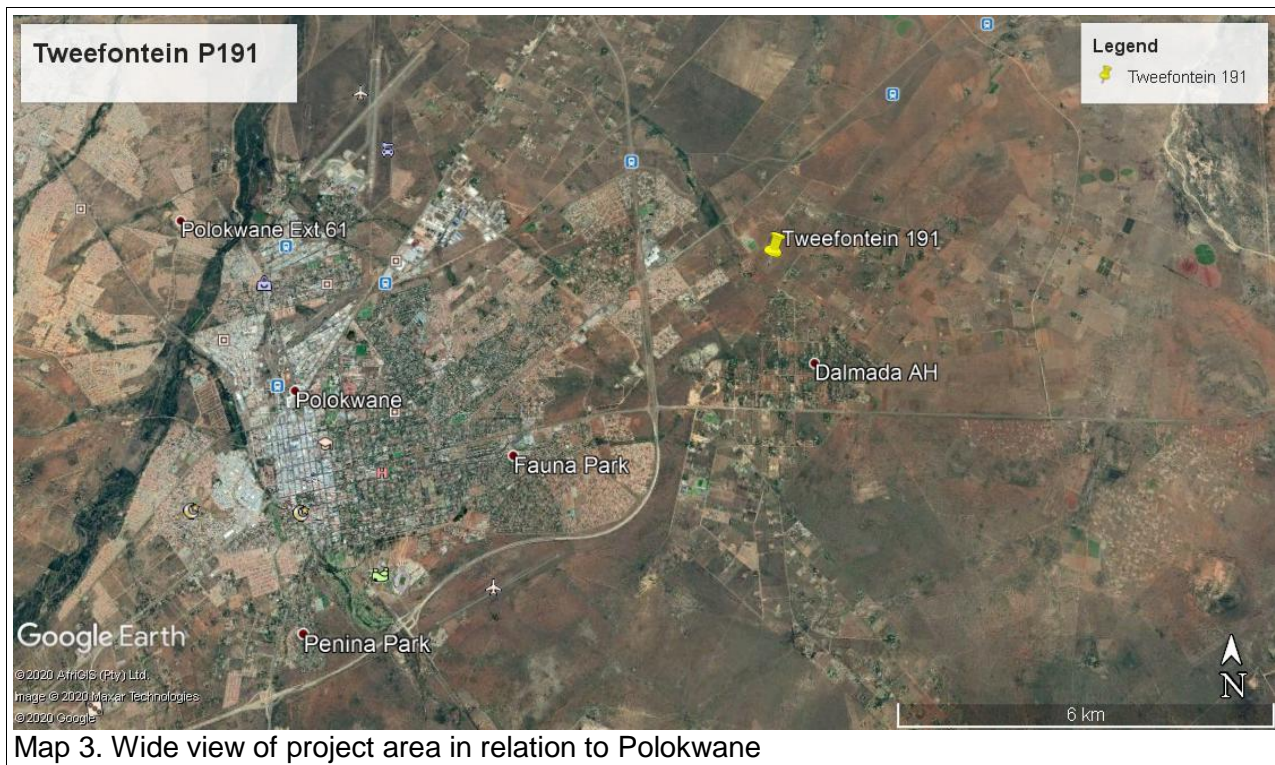 Tweefontein P191
Legend
Tweefontein 191
Polokwane Ext 61
Tweefontein 191
Dalmada AH
Polokwane
Fauna Park
H
Penina Park
Google Earth
© 2020 AfriGIS (Pty) Ltd.
Image © 2020 Maxar Technologies
© 2020 Google
N
6 km
Map 3. Wide view of project area in relation to Polokwane